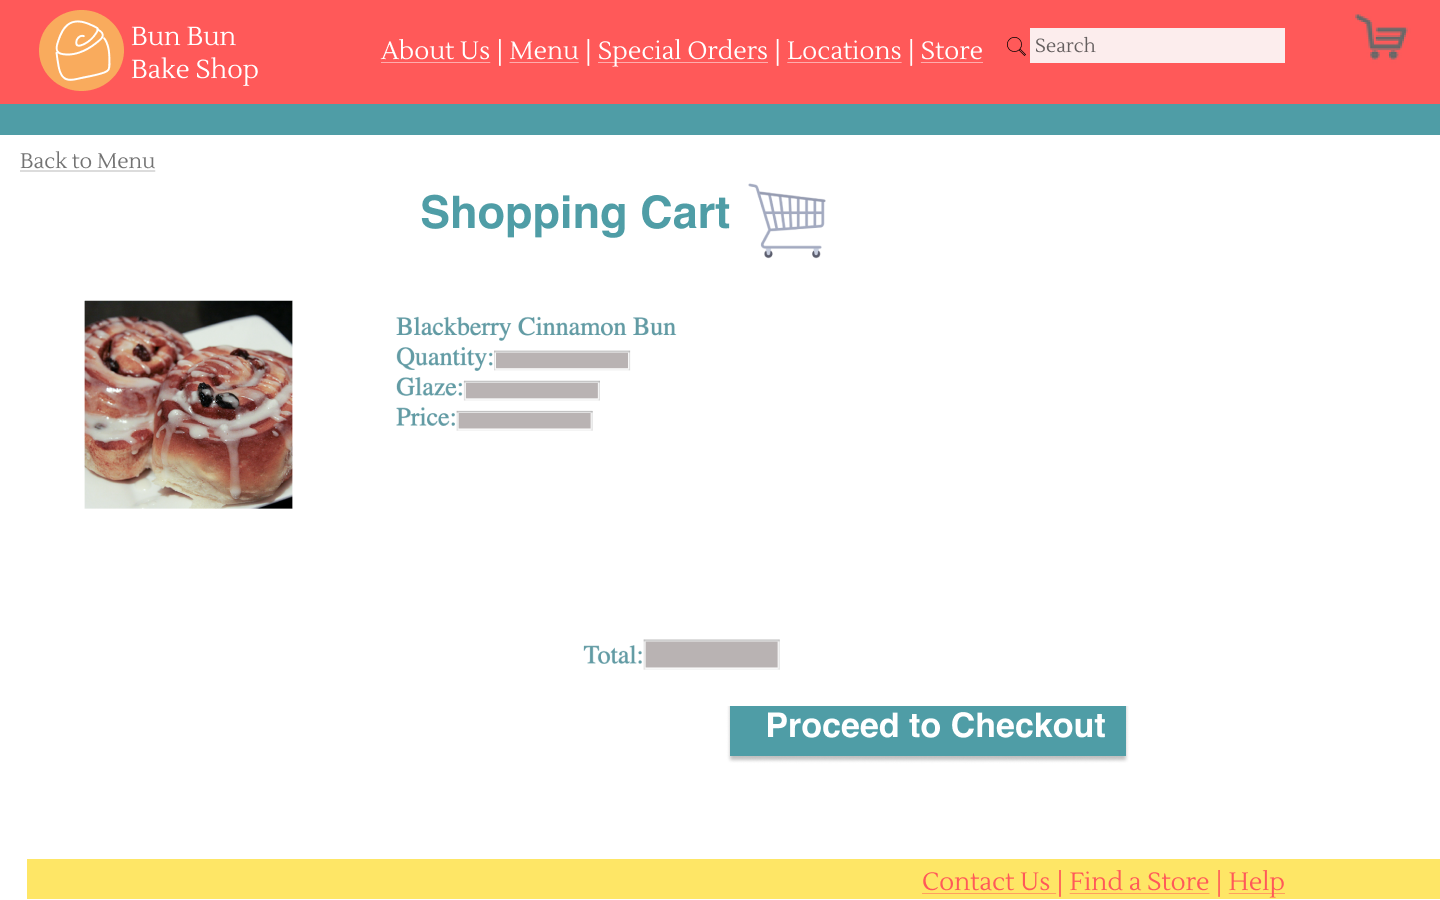 Bun Bun
Bake Shop
About Us | Menu | Special Orders | Locations | Store
Search
Back to Menu
Shopping Cart
Blackberry Cinnamon Bun
Quantity:
Glaze:
Price:
Total:
Proceed to Checkout
Contact Us | Find a Store | Help